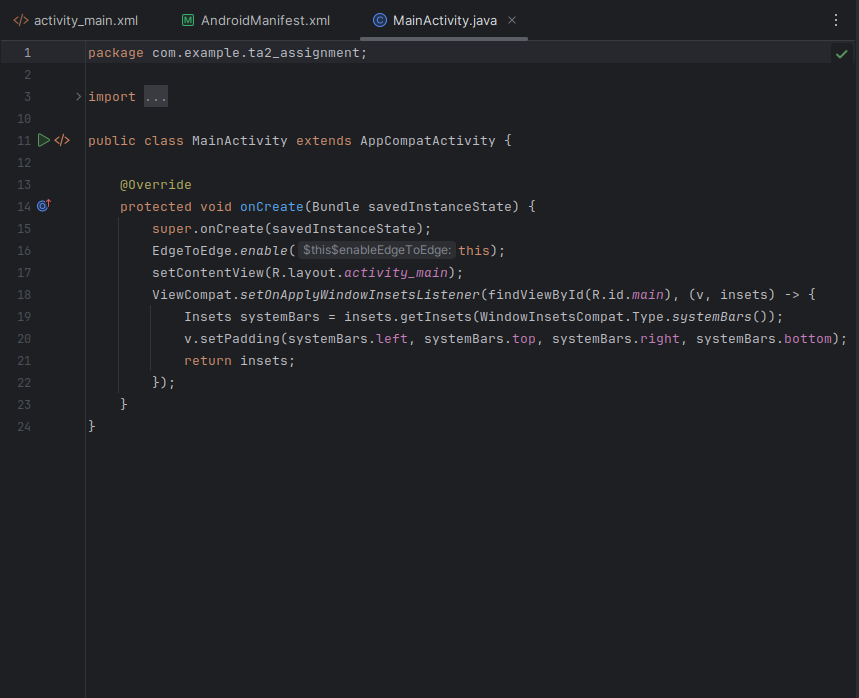 activity_main.xml AndroidManifest.xml MainActivity.java
1 package com.example.ta2_assignment;
2
3 import ...
10
11 public class MainActivity extends AppCompatActivity {
12
13 @Override
14 protected void onCreate(Bundle savedInstanceState) {
15 super.onCreate(savedInstanceState);
16 EdgeToEdge.enable( $this$enableEdgeToEdge: this);
17 setContentView(R.layout.activity_main);
18 ViewCompat.setOnApplyWindowInsetsListener(findViewById(R.id.main), (v, insets) -> {
19 Insets systemBars = insets.getInsets(WindowInsetsCompat.Type.systemBars());
20 v.setPadding(systemBars.left, systemBars.top, systemBars.right, systemBars.bottom);
21 return insets;
22 });
23 }
24 }